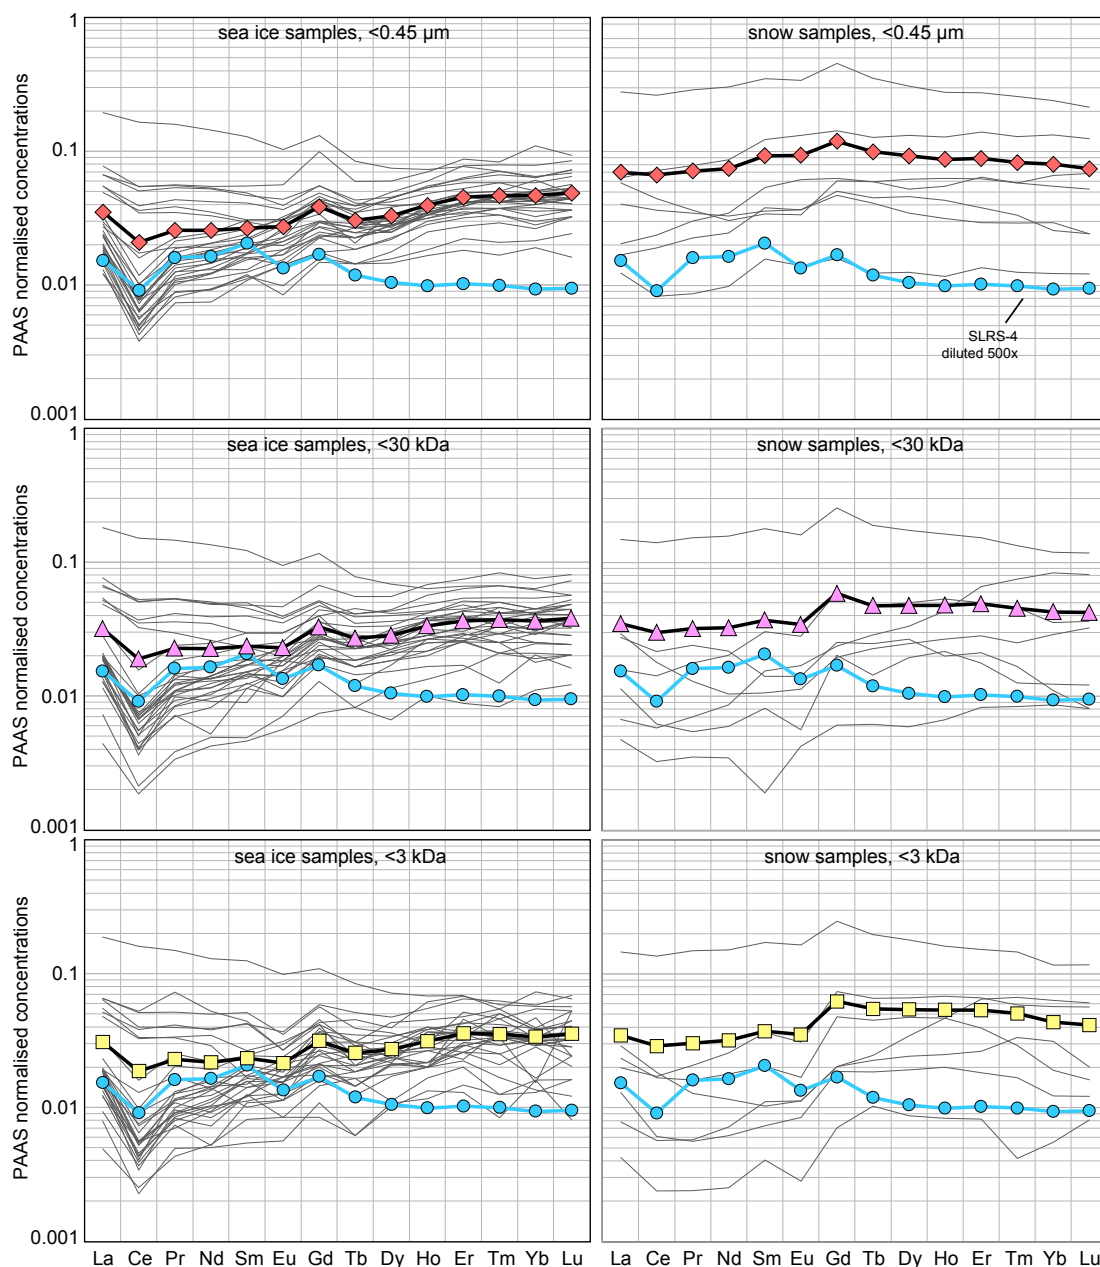 sea ice samples, <0.45 µm
snow samples, <0.45 µm
PAAS normalised concentrations
1
0.1
0.01
0.001
SLRS-4
diluted 500x
sea ice samples, <30 kDa
snow samples, <30 kDa
PAAS normalised concentrations
1
0.1
0.01
0.001
sea ice samples, <3 kDa
snow samples, <3 kDa
PAAS normalised concentrations
1
0.1
0.01
0.001
La Ce Pr Nd Sm Eu Gd Tb Dy Ho Er Tm Yb Lu
La Ce Pr Nd Sm Eu Gd Tb Dy Ho Er Tm Yb Lu